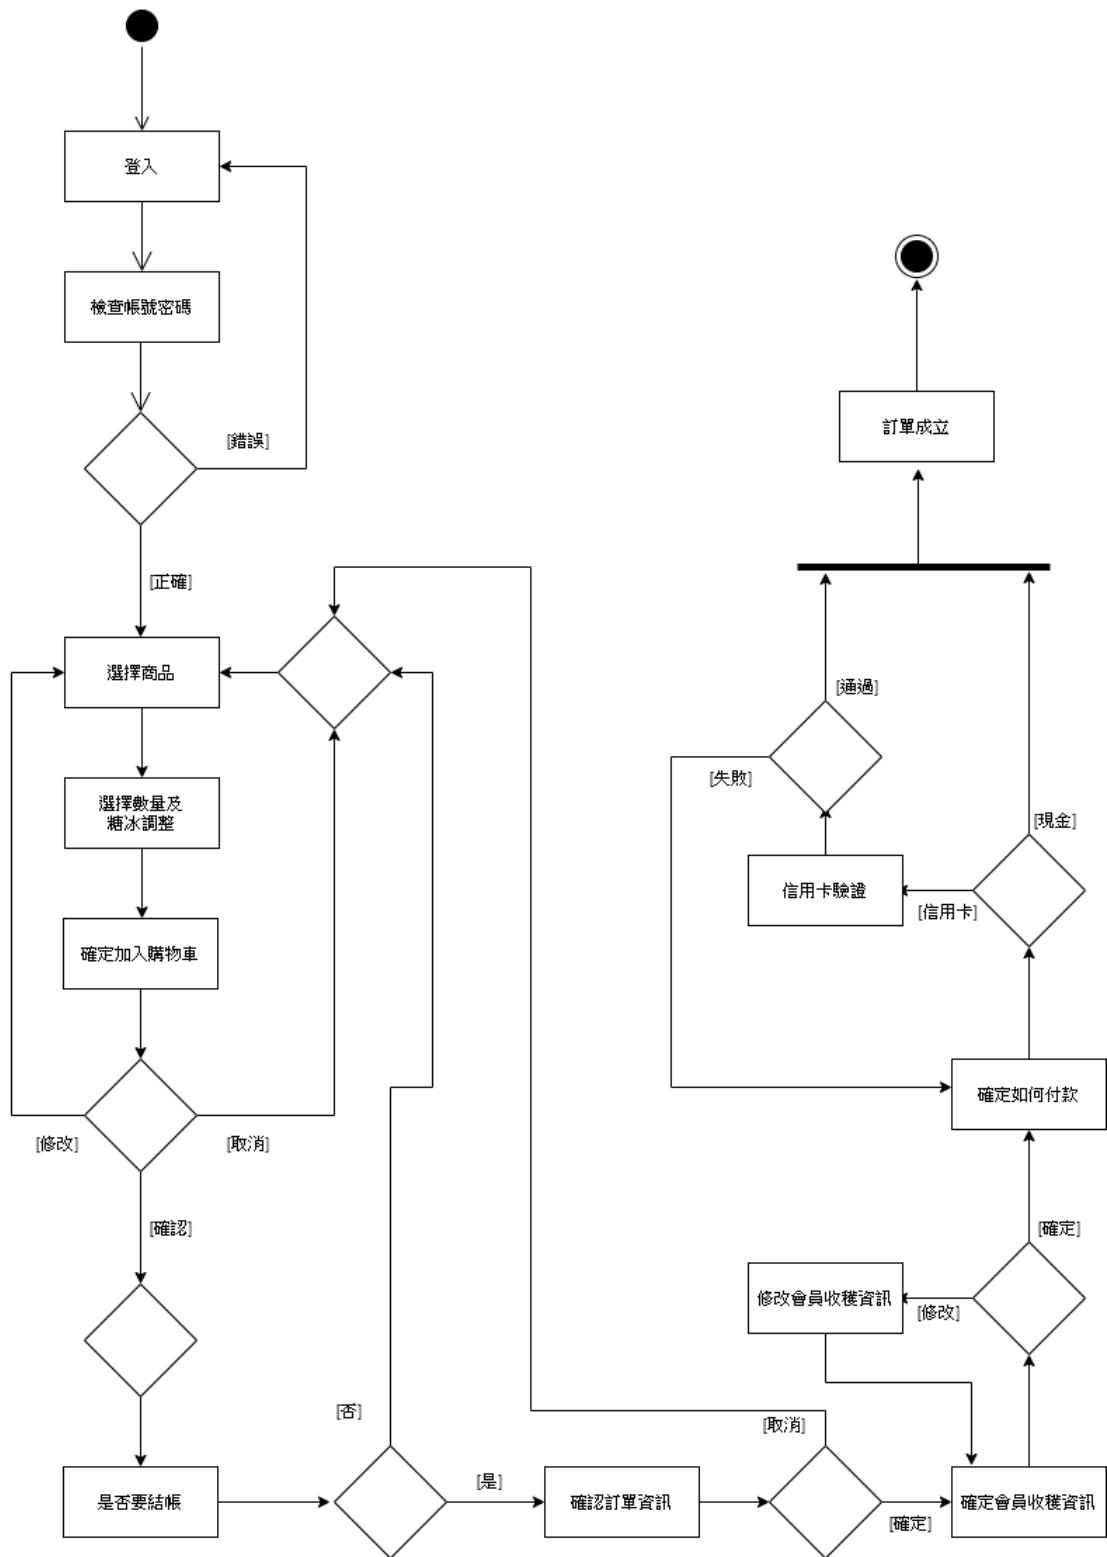 登入
檢查帳號密碼
[錯誤]
[正確]
選擇商品
選擇數量及
糖冰調整
確定加入購物車
[修改]
[取消]
[確認]
是否要結帳
[否]
[是]
確認訂單資訊
[取消]
[確定]
確定會員收穫資訊
[修改]
修改會員收穫資訊
[確定]
確定如何付款
[現金]
[信用卡]
信用卡驗證
[失敗]
[通過]
訂單成立